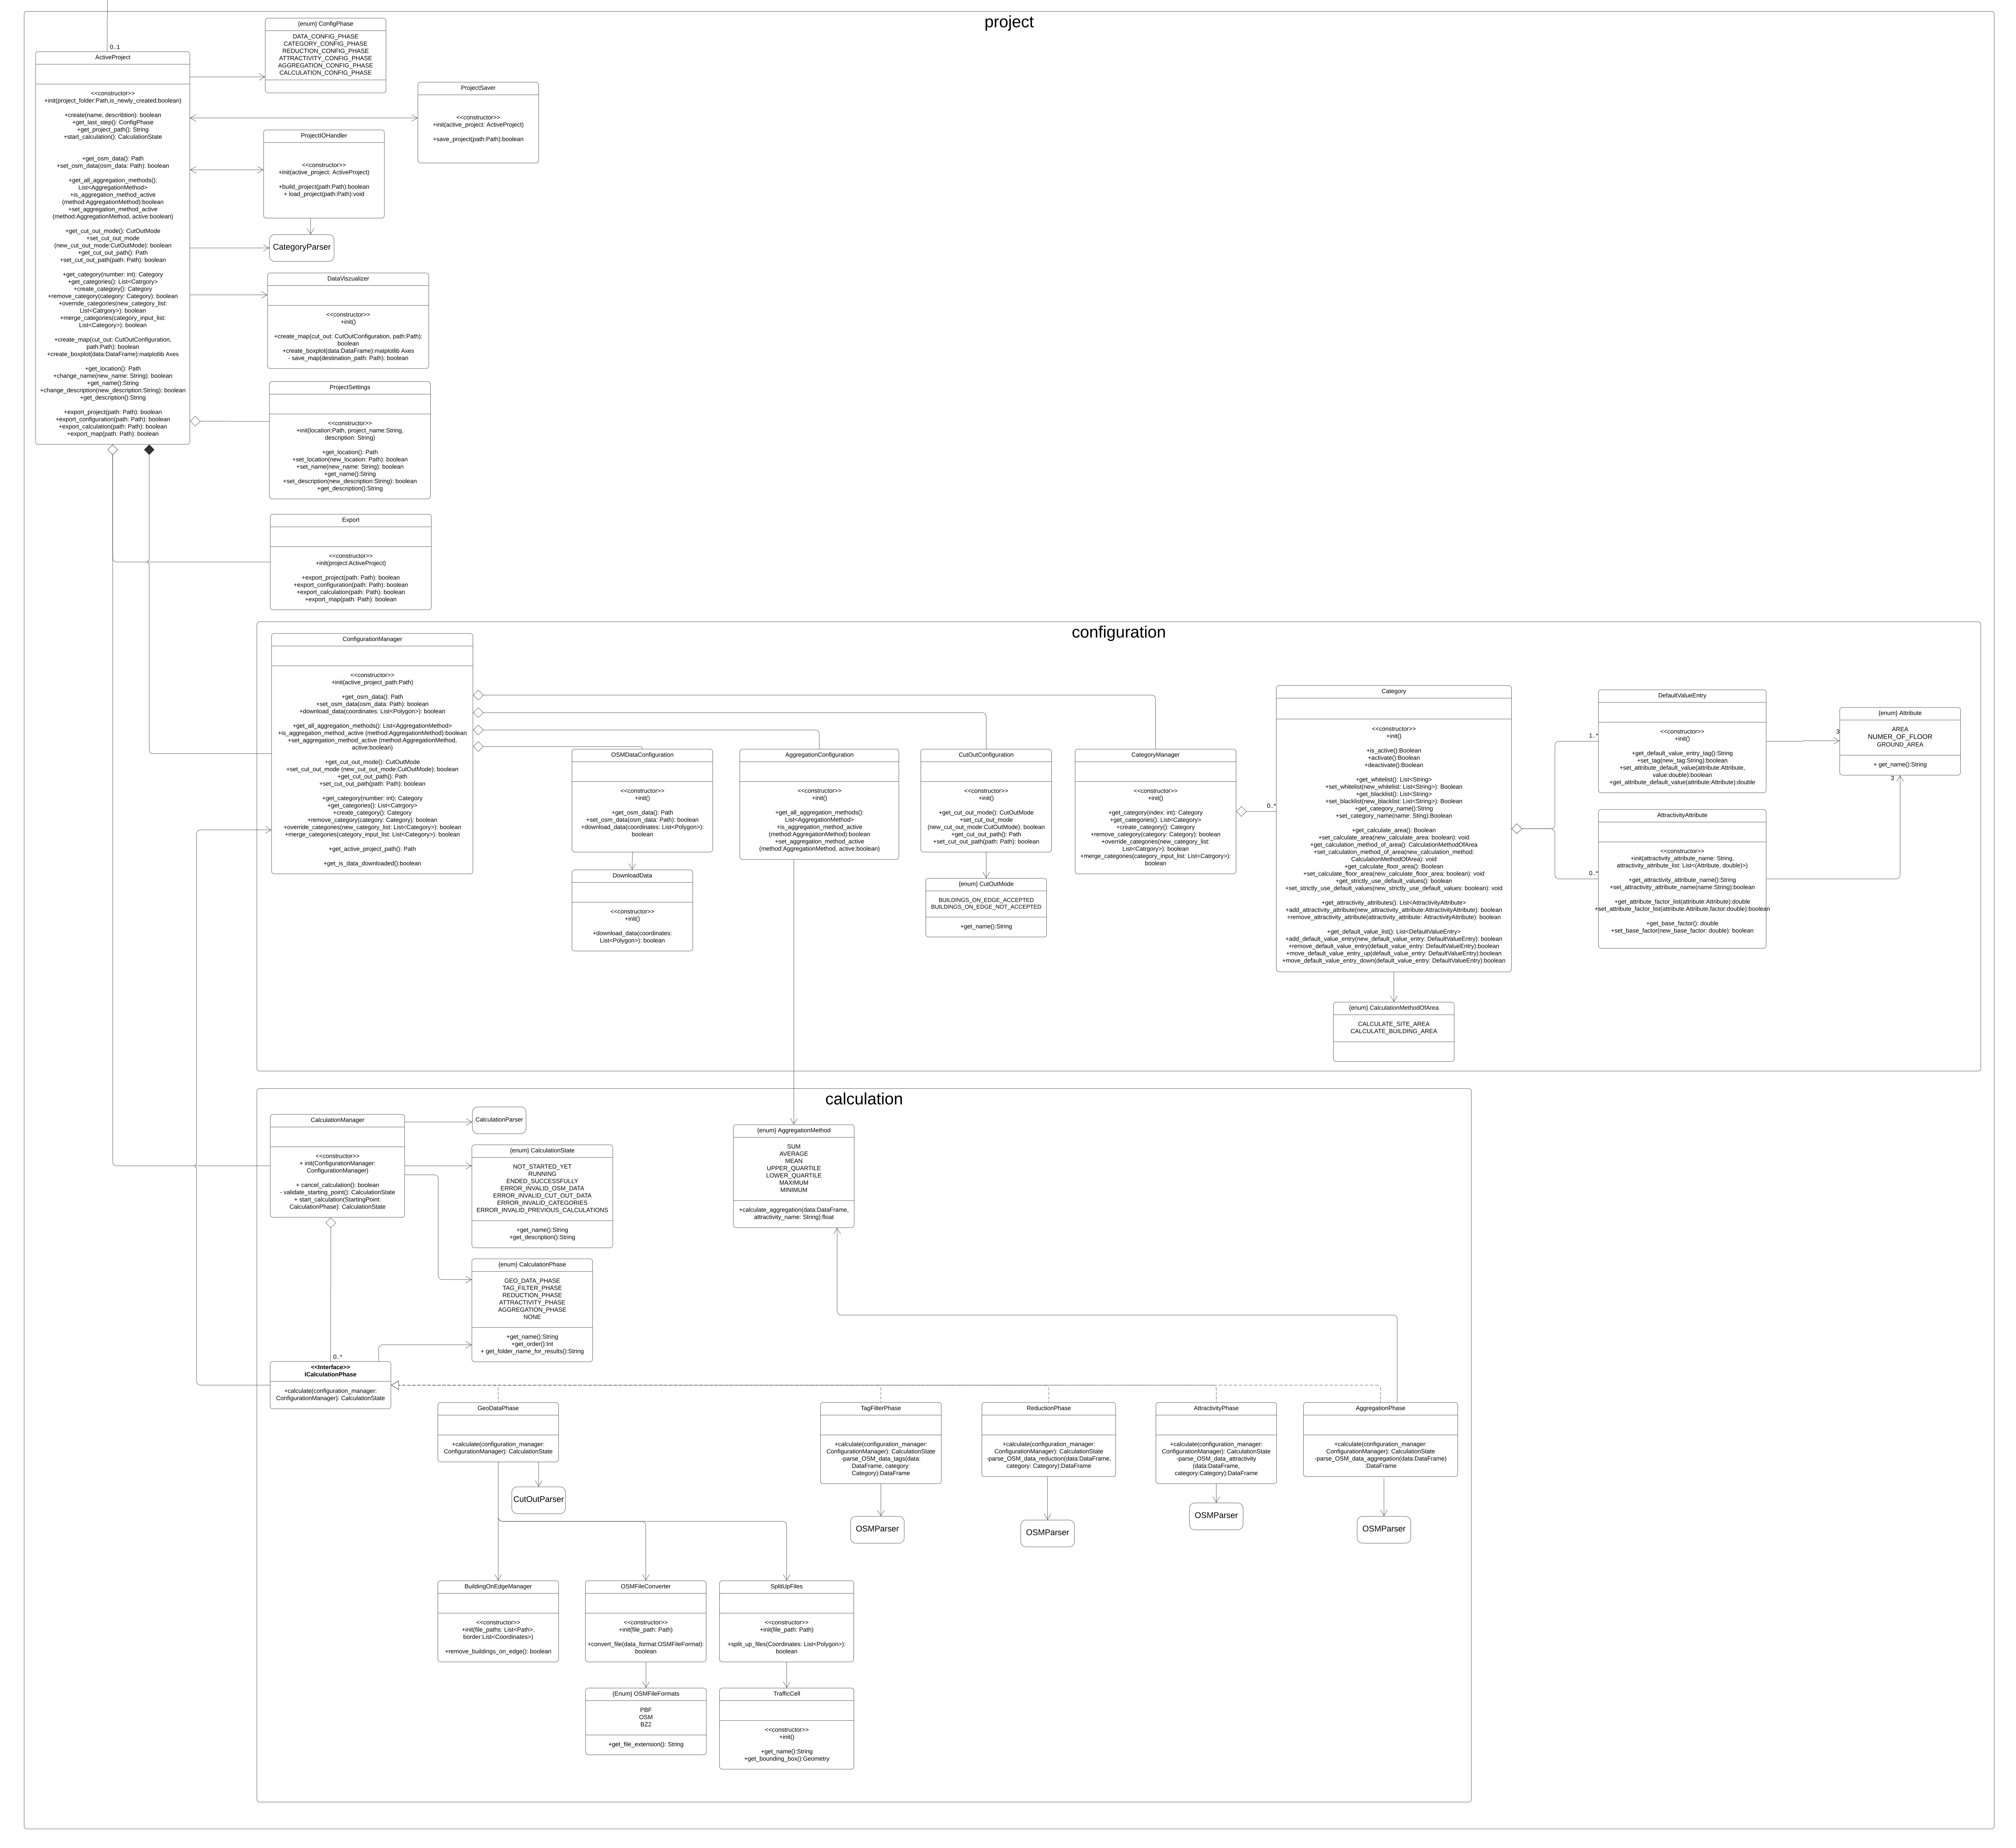 project
0..1
ActiveProject
<<constructor>>
+init(project_folder:Path,is_newly_created:boolean)
+create(name, describtion): boolean
+get_last_step(): ConfigPhase
+get_project_path(): String
+start_calculation(): CalculationState
+get_osm_data(): Path
+set_osm_data(osm_data: Path): boolean
+get_all_aggregation_methods():
List<AggregationMethod>
+is_aggregation_method_active
(method:AggregationMethod):boolean
+set_aggregation_method_active
(method:AggregationMethod, active:boolean)
+get_cut_out_mode(): CutOutMode
+set_cut_out_mode
(new_cut_out_mode:CutOutMode): boolean
+get_cut_out_path(): Path
+set_cut_out_path(path: Path): boolean
+get_category(number: int): Category
+get_categories(): List<Catrgory>
+create_category(): Category
+remove_category(category: Category): boolean
+override_categories(new_category_list:
List<Catrgory>): boolean
+merge_categories(category_input_list:
List<Category>): boolean
+create_map(cut_out: CutOutConfiguration,
path:Path): boolean
+create_boxplot(data:DataFrame):matplotlib Axes
+get_location(): Path
+change_name(new_name: String): boolean
+get_name():String
+change_description(new_description:String): boolean
+get_description():String
+export_project(path: Path): boolean
+export_configuration(path: Path): boolean
+export_calculation(path: Path): boolean
+export_map(path: Path): boolean
{enum} ConfigPhase
DATA_CONFIG_PHASE
CATEGORY_CONFIG_PHASE
REDUCTION_CONFIG_PHASE
ATTRACTIVITY_CONFIG_PHASE
AGGREGATION_CONFIG_PHASE
CALCULATION_CONFIG_PHASE
ProjectSaver
<<constructor>>
+init(active_project: ActiveProject)
+save_project(path:Path):boolean
ProjectIOHandler
<<constructor>>
+init(active_project: ActiveProject)
+build_project(path:Path):boolean
+ load_project(path:Path):void
CategoryParser
DataViszualizer
<<constructor>>
+init()
+create_map(cut_out: CutOutConfiguration, path:Path):
boolean
+create_boxplot(data:DataFrame):matplotlib Axes
- save_map(destination_path: Path): boolean
ProjectSettings
<<constructor>>
+init(location:Path, project_name:String,
description: String)
+get_location(): Path
+set_location(new_location: Path): boolean
+set_name(new_name: String): boolean
+get_name():String
+set_description(new_description:String): boolean
+get_description():String
Export
<<constructor>>
+init(project:ActiveProject)
+export_project(path: Path): boolean
+export_configuration(path: Path): boolean
+export_calculation(path: Path): boolean
+export_map(path: Path): boolean
configuration
ConfigurationManager
<<constructor>>
+init(active_project_path:Path)
+get_osm_data(): Path
+set_osm_data(osm_data: Path): boolean
+download_data(coordinates: List<Polygon>): boolean
+get_all_aggregation_methods(): List<AggregationMethod>
+is_aggregation_method_active (method:AggregationMethod):boolean
+set_aggregation_method_active (method:AggregationMethod,
active:boolean)
+get_cut_out_mode(): CutOutMode
+set_cut_out_mode (new_cut_out_mode:CutOutMode): boolean
+get_cut_out_path(): Path
+set_cut_out_path(path: Path): boolean
+get_category(number: int): Category
+get_categories(): List<Catrgory>
+create_category(): Category
+remove_category(category: Category): boolean
+override_categories(new_category_list: List<Category>): boolean
+merge_categories(category_input_list: List<Category>): boolean
+get_active_project_path(): Path
+get_is_data_downloaded():boolean
OSMDataConfiguration
<<constructor>>
+init()
+get_osm_data(): Path
+set_osm_data(osm_data: Path): boolean
+download_data(coordinates: List<Polygon>):
boolean
DownloadData
<<constructor>>
+init()
+download_data(coordinates:
List<Polygon>): boolean
AggregationConfiguration
<<constructor>>
+init()
+get_all_aggregation_methods():
List<AggregationMethod>
+is_aggregation_method_active
(method:AggregationMethod):boolean
+set_aggregation_method_active
(method:AggregationMethod, active:boolean)
CutOutConfiguration
<<constructor>>
+init()
+get_cut_out_mode(): CutOutMode
+set_cut_out_mode
(new_cut_out_mode:CutOutMode): boolean
+get_cut_out_path(): Path
+set_cut_out_path(path: Path): boolean
{enum} CutOutMode
BUILDINGS_ON_EDGE_ACCEPTED
BUILDINGS_ON_EDGE_NOT_ACCEPTED
+get_name():String
CategoryManager
<<constructor>>
+init()
+get_category(index: int): Category
+get_categories(): List<Category>
+create_category(): Category
+remove_category(category: Category): boolean
+override_categories(new_category_list:
List<Catrgory>): boolean
+merge_categories(category_input_list: List<Catrgory>):
boolean
0..*
Category
<<constructor>>
+init()
+is_active():Boolean
+activate():Boolean
+deactivate():Boolean
+get_whitelist(): List<String>
+set_whitelist(new_whitelist: List<String>): Boolean
+get_blacklist(): List<String>
+set_blacklist(new_blacklist: List<String>): Boolean
+get_category_name():String
+set_category_name(name: Sting):Boolean
+get_calculate_area(): Boolean
+set_calculate_area(new_calculate_area: boolean): void
+get_calculation_method_of_area(): CalculationMethodOfArea
+set_calculation_method_of_area(new_calculation_method:
CalculationMethodOfArea): void
+get_calculate_floor_area(): Boolean
+set_calculate_floor_area(new_calculate_floor_area: boolean): void
+get_strictly_use_default_values(): boolean
+set_strictly_use_default_values(new_strictly_use_default_values: boolean): void
+get_attractivity_attributes(): List<AttractivityAttribute>
+add_attractivity_attribute(new_attractivity_attribute:AttractivityAttribute): boolean
+remove_attractivity_attribute(attractivity_attribute: AttractivityAttribute): boolean
+get_default_value_list(): List<DefaultValueEntry>
+add_default_value_entry(new_default_value_entry: DefaultValueEntry): boolean
+remove_default_value_entry(default_value_entry: DefaultValueEntry):boolean
+move_default_value_entry_up(default_value_entry: DefaultValueEntry):boolean
+move_default_value_entry_down(default_value_entry: DefaultValueEntry):boolean
{enum} CalculationMethodOfArea
CALCULATE_SITE_AREA
CALCULATE_BUILDING_AREA
1..*
0..*
DefaultValueEntry
<<constructor>>
+init()
+get_default_value_entry_tag():String
+set_tag(new_tag:String):boolean
+set_attribute_default_value(attribute:Attribute,
value:double):boolean
+get_attribute_default_value(attribute:Attribute):double
AttractivityAttribute
<<constructor>>
+init(attractivity_attribute_name: String,
attractivity_attribute_list: List<(Attribute, double)>)
+get_attractivity_attribute_name():String
+set_attractivity_attribute_name(name:String):boolean
+get_attribute_factor_list(attribute:Attribute):double
+set_attribute_factor_list(attribute:Attribute,factor:double):boolean
+get_base_factor(): double
+set_base_factor(new_base_factor: double): boolean
3
{enum} Attribute
AREA
NUMER_OF_FLOOR
GROUND_AREA
+ get_name():String
3
calculation
CalculationManager
<<constructor>>
+ init(ConfigurationManager:
ConfigurationManager)
+ cancel_calculation(): boolean
- validate_starting_point(): CalculationState
+ start_calculation(StartingPoint:
CalculationPhase): CalculationState
CalculationParser
{enum} CalculationState
NOT_STARTED_YET
RUNNING
ENDED_SUCCESSFULLY
ERROR_INVALID_OSM_DATA
ERROR_INVALID_CUT_OUT_DATA
ERROR_INVALID_CATEGORIES
ERROR_INVALID_PREVIOUS_CALCULATIONS
+get_name():String
+get_description():String
{enum} CalculationPhase
GEO_DATA_PHASE
TAG_FILTER_PHASE
REDUCTION_PHASE
ATTRACTIVITY_PHASE
AGGREGATION_PHASE
NONE
+get_name():String
+get_order():Int
+ get_folder_name_for_results():String
{enum} AggregationMethod
SUM
AVERAGE
MEAN
UPPER_QUARTILE
LOWER_QUARTILE
MAXIMUM
MINIMUM
+calculate_aggregation(data:DataFrame,
attractivity_name: String):float
0..*
<<Interface>>
ICalculationPhase
+calculate(configuration_manager:
ConfigurationManager): CalculationState
GeoDataPhase
+calculate(configuration_manager:
ConfigurationManager): CalculationState
CutOutParser
TagFilterPhase
+calculate(configuration_manager:
ConfigurationManager): CalculationState
-parse_OSM_data_tags(data:
DataFrame, category:
Category):DataFrame
OSMParser
ReductionPhase
+calculate(configuration_manager:
ConfigurationManager): CalculationState
-parse_OSM_data_reduction(data:DataFrame,
category: Category):DataFrame
OSMParser
AttractivityPhase
+calculate(configuration_manager:
ConfigurationManager): CalculationState
-parse_OSM_data_attractivity
(data:DataFrame,
category:Category):DataFrame
OSMParser
AggregationPhase
+calculate(configuration_manager:
ConfigurationManager): CalculationState
-parse_OSM_data_aggregation(data:DataFrame)
:DataFrame
OSMParser
BuildingOnEdgeManager
<<constructor>>
+init(file_paths: List<Path>,
border:List<Coordinates>)
+remove_buildings_on_edge(): boolean
OSMFileConverter
<<constructor>>
+init(file_path: Path)
+convert_file(data_format:OSMFileFormat):
boolean
SplitUpFiles
<<constructor>>
+init(file_path: Path)
+split_up_files(Coordinates: List<Polygon>):
boolean
{Enum} OSMFileFormats
PBF
OSM
BZ2
+get_file_extension(): String
TrafficCell
<<constructor>>
+init()
+get_name():String
+get_bounding_box():Geometry